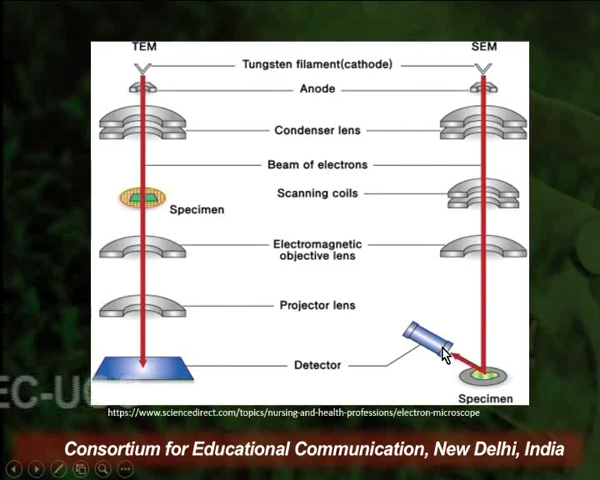 TEM
SEM
Tungsten filament(cathode)
Anode
Condenser lens
Beam of electrons
Scanning coils
Specimen
Electromagnetic
objective lens
Projector lens
Detector
Specimen
EC-UGC
https://www.sciencedirect.com/topics/nursing-and-health-professions/electron-microscope
Consortium for Educational Communication, New Delhi, India